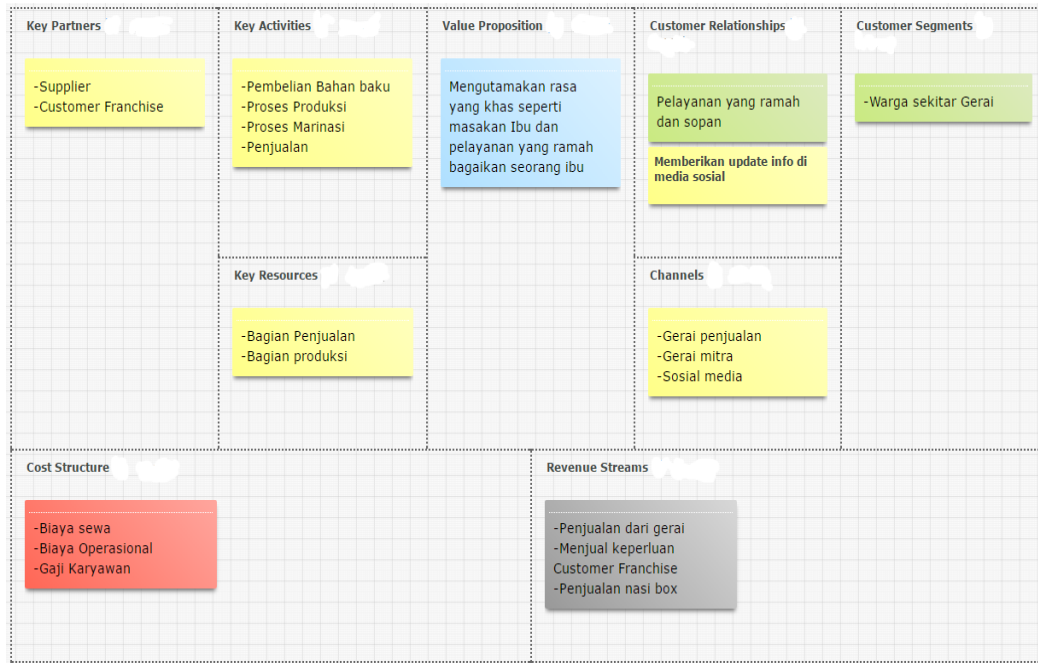 Key Partners
-Supplier
-Customer Franchise
Key Activities
-Pembelian Bahan baku
-Proses Produksi
-Proses Marinasi
-Penjualan
Key Resources
-Bagian Penjualan
-Bagian produksi
Value Proposition
Mengutamakan rasa
yang khas seperti
masakan Ibu dan
pelayanan yang ramah
bagaikan seorang ibu
Customer Relationships
Pelayanan yang ramah
dan sopan
Memberikan update info di
media sosial
Channels
-Gerai penjualan
-Gerai mitra
-Sosial media
Customer Segments
-Warga sekitar Gerai
Cost Structure
-Biaya sewa
-Biaya Operasional
-Gaji Karyawan
Revenue Streams
-Penjualan dari gerai
-Menjual keperluan
Customer Franchise
-Penjualan nasi box